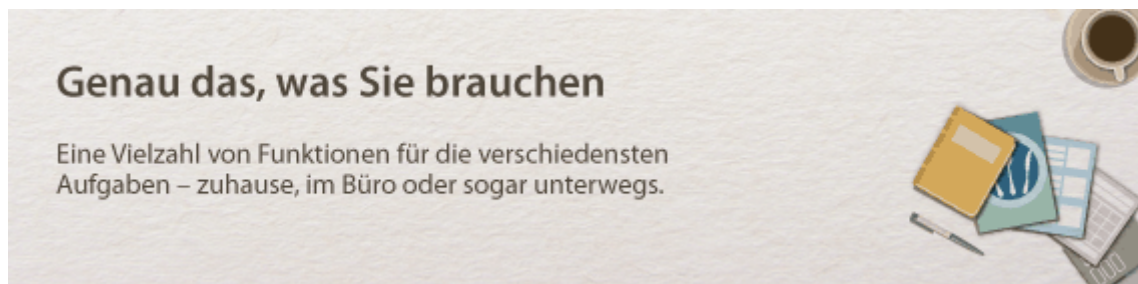 Genau das, was Sie brauchen
Eine Vielzahl von Funktionen für die verschiedensten
Aufgaben – zuhause, im Büro oder sogar unterwegs.